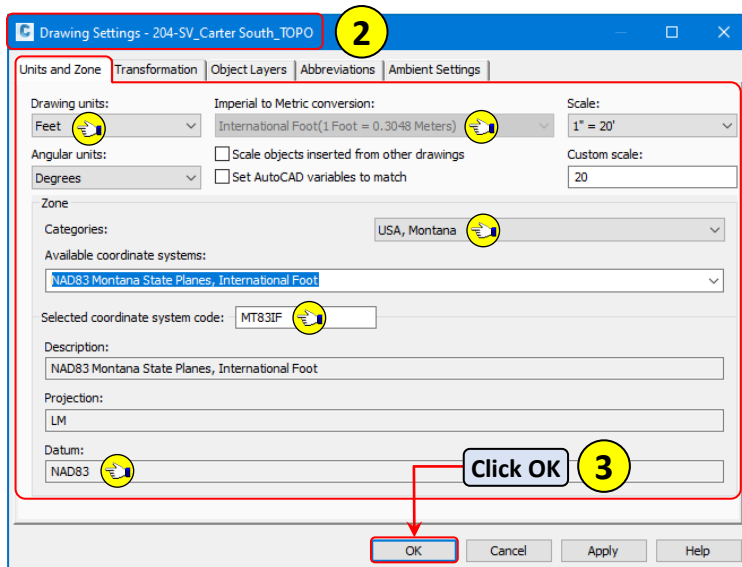 C Drawing Settings - 204-SV_Carter South_TOPO
2
Units and Zone Transformation Object Layers Abbreviations Ambient Settings
Drawing units: Imperial to Metric conversion: Scale:
Feet International Foot(1 Foot = 0.3048 Meters) 1" = 20'
Angular units: Scale objects inserted from other drawings Custom scale:
Degrees Set AutoCAD variables to match 20
Zone
Categories: USA, Montana
Available coordinate systems:
NAD83 Montana State Planes, International Foot
Selected coordinate system code: MT83IF
Description:
NAD83 Montana State Planes, International Foot
Projection:
LM
Datum:
NAD83
Click OK 3
OK Cancel Apply Help